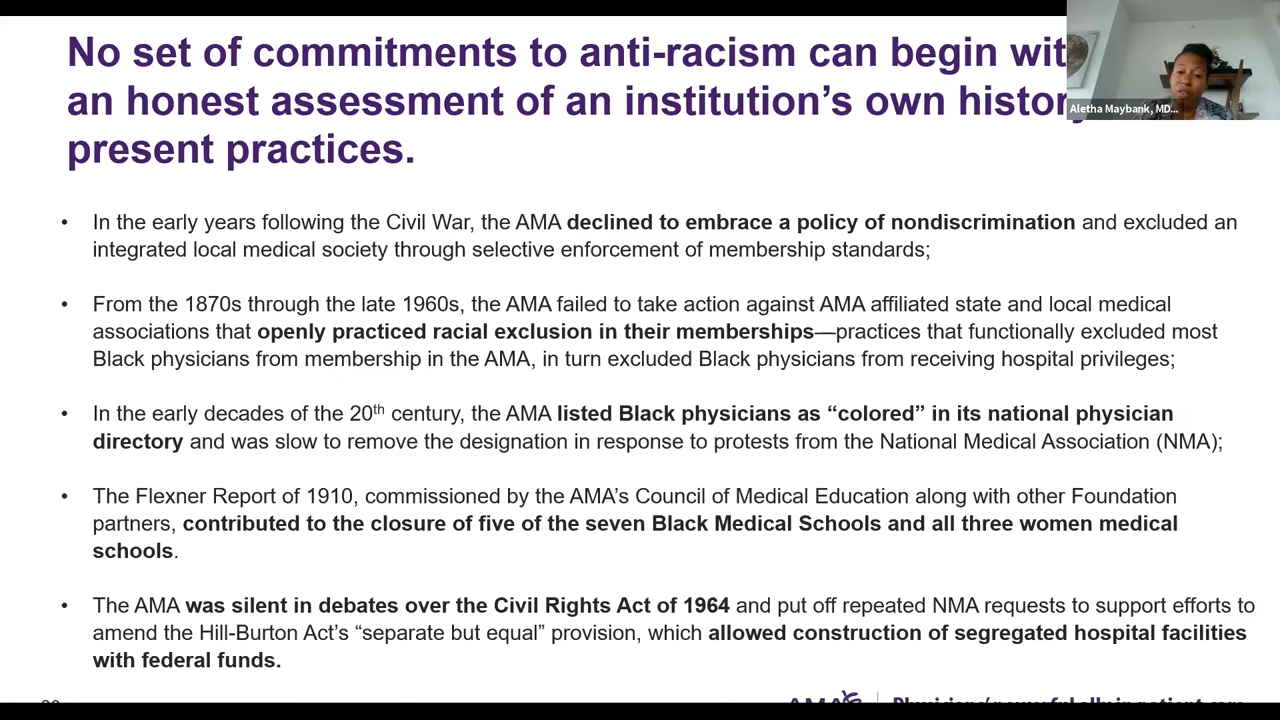 No set of commitments to anti-racism can begin
an honest assessment of an institution’s own history
present practices.
Aletha Maybank, MD...
• In the early years following the Civil War, the AMA declined to embrace a policy of nondiscrimination and excluded an
integrated local medical society through selective enforcement of membership standards;
• From the 1870s through the late 1960s, the AMA failed to take action against AMA affiliated state and local medical
associations that openly practiced racial exclusion in their memberships—practices that functionally excluded most
Black physicians from membership in the AMA, in turn excluded Black physicians from receiving hospital privileges;
• In the early decades of the 20th century, the AMA listed Black physicians as “colored” in its national physician
directory and was slow to remove the designation in response to protests from the National Medical Association (NMA);
• The Flexner Report of 1910, commissioned by the AMA’s Council of Medical Education along with other Foundation
partners, contributed to the closure of five of the seven Black Medical Schools and all three women medical
schools.
• The AMA was silent in debates over the Civil Rights Act of 1964 and put off repeated NMA requests to support efforts to
amend the Hill-Burton Act’s “separate but equal” provision, which allowed construction of segregated hospital facilities
with federal funds.
AMA